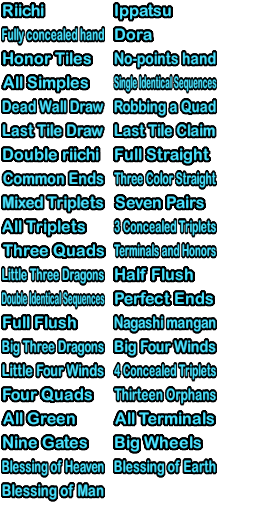 Riichi Ippatsu
Fully concealed hand Dora
Honor Tiles No-points hand
All Simples Single Identical Sequences
Dead Wall Draw Robbing a Quad
Last Tile Draw Last Tile Claim
Double riichi Full Straight
Common Ends Three Color Straight
Mixed Triplets Seven Pairs
All Triplets 3 Concealed Triplets
Three Quads Terminals and Honors
Little Three Dragons Half Flush
Double Identical Sequences Perfect Ends
Full Flush Nagashi mangan
Big Three Dragons Big Four Winds
Little Four Winds 4 Concealed Triplets
Four Quads Thirteen Orphans
All Green All Terminals
Nine Gates Big Wheels
Blessing of Heaven Blessing of Earth
Blessing of Man